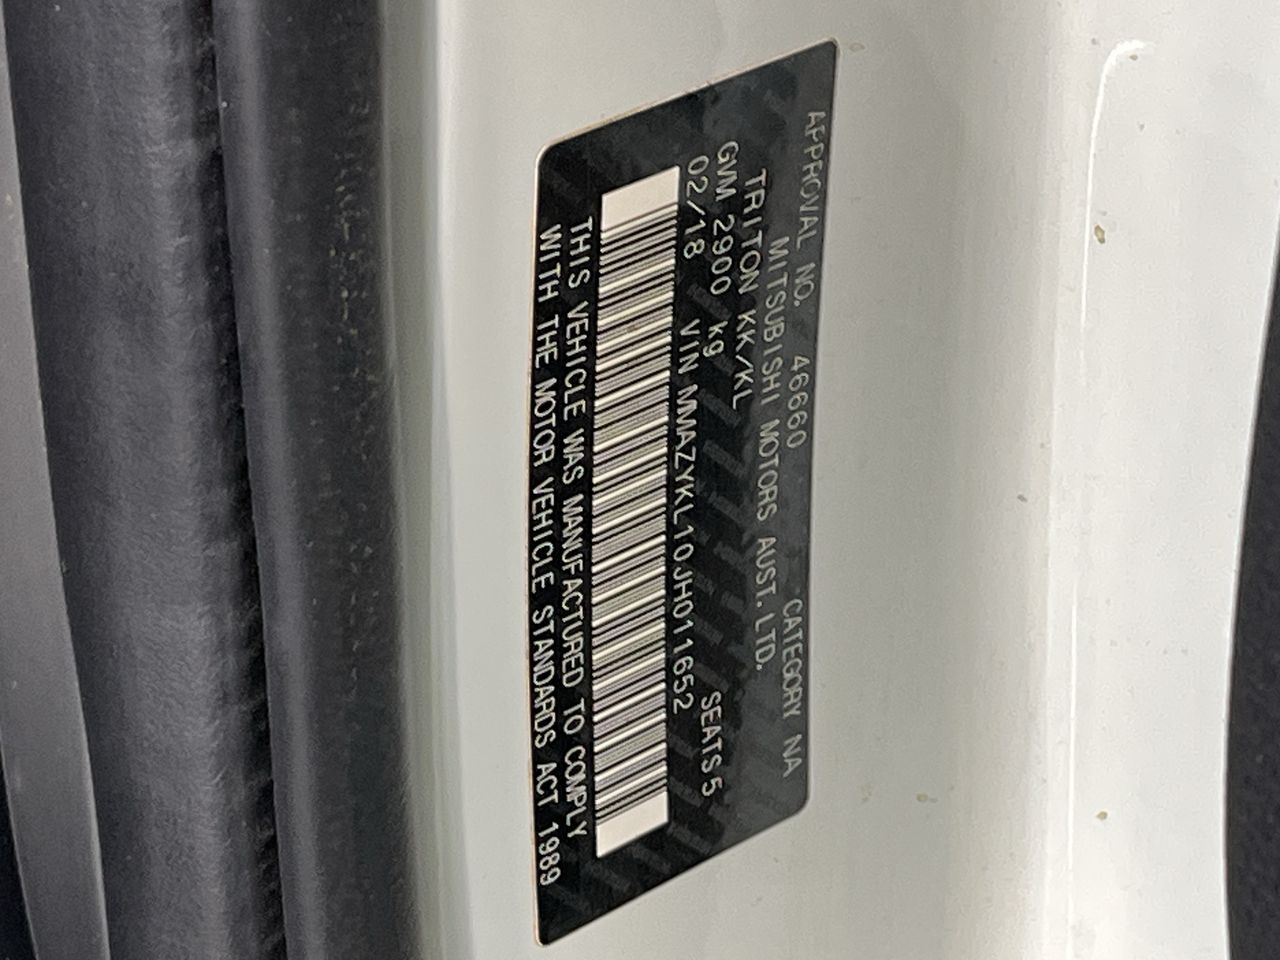 APPROVAL NO. 46660 CATEGORY NA
MITSUBISHI MOTORS AUST. LTD.
TRITON KK/KL
GVM 2900 kg SEATS 5
02/18 VIN MMAZYKL10JH011652
THIS VEHICLE WAS MANUFACTURED TO COMPLY
WITH THE MOTOR VEHICLE STANDARDS ACT 1989